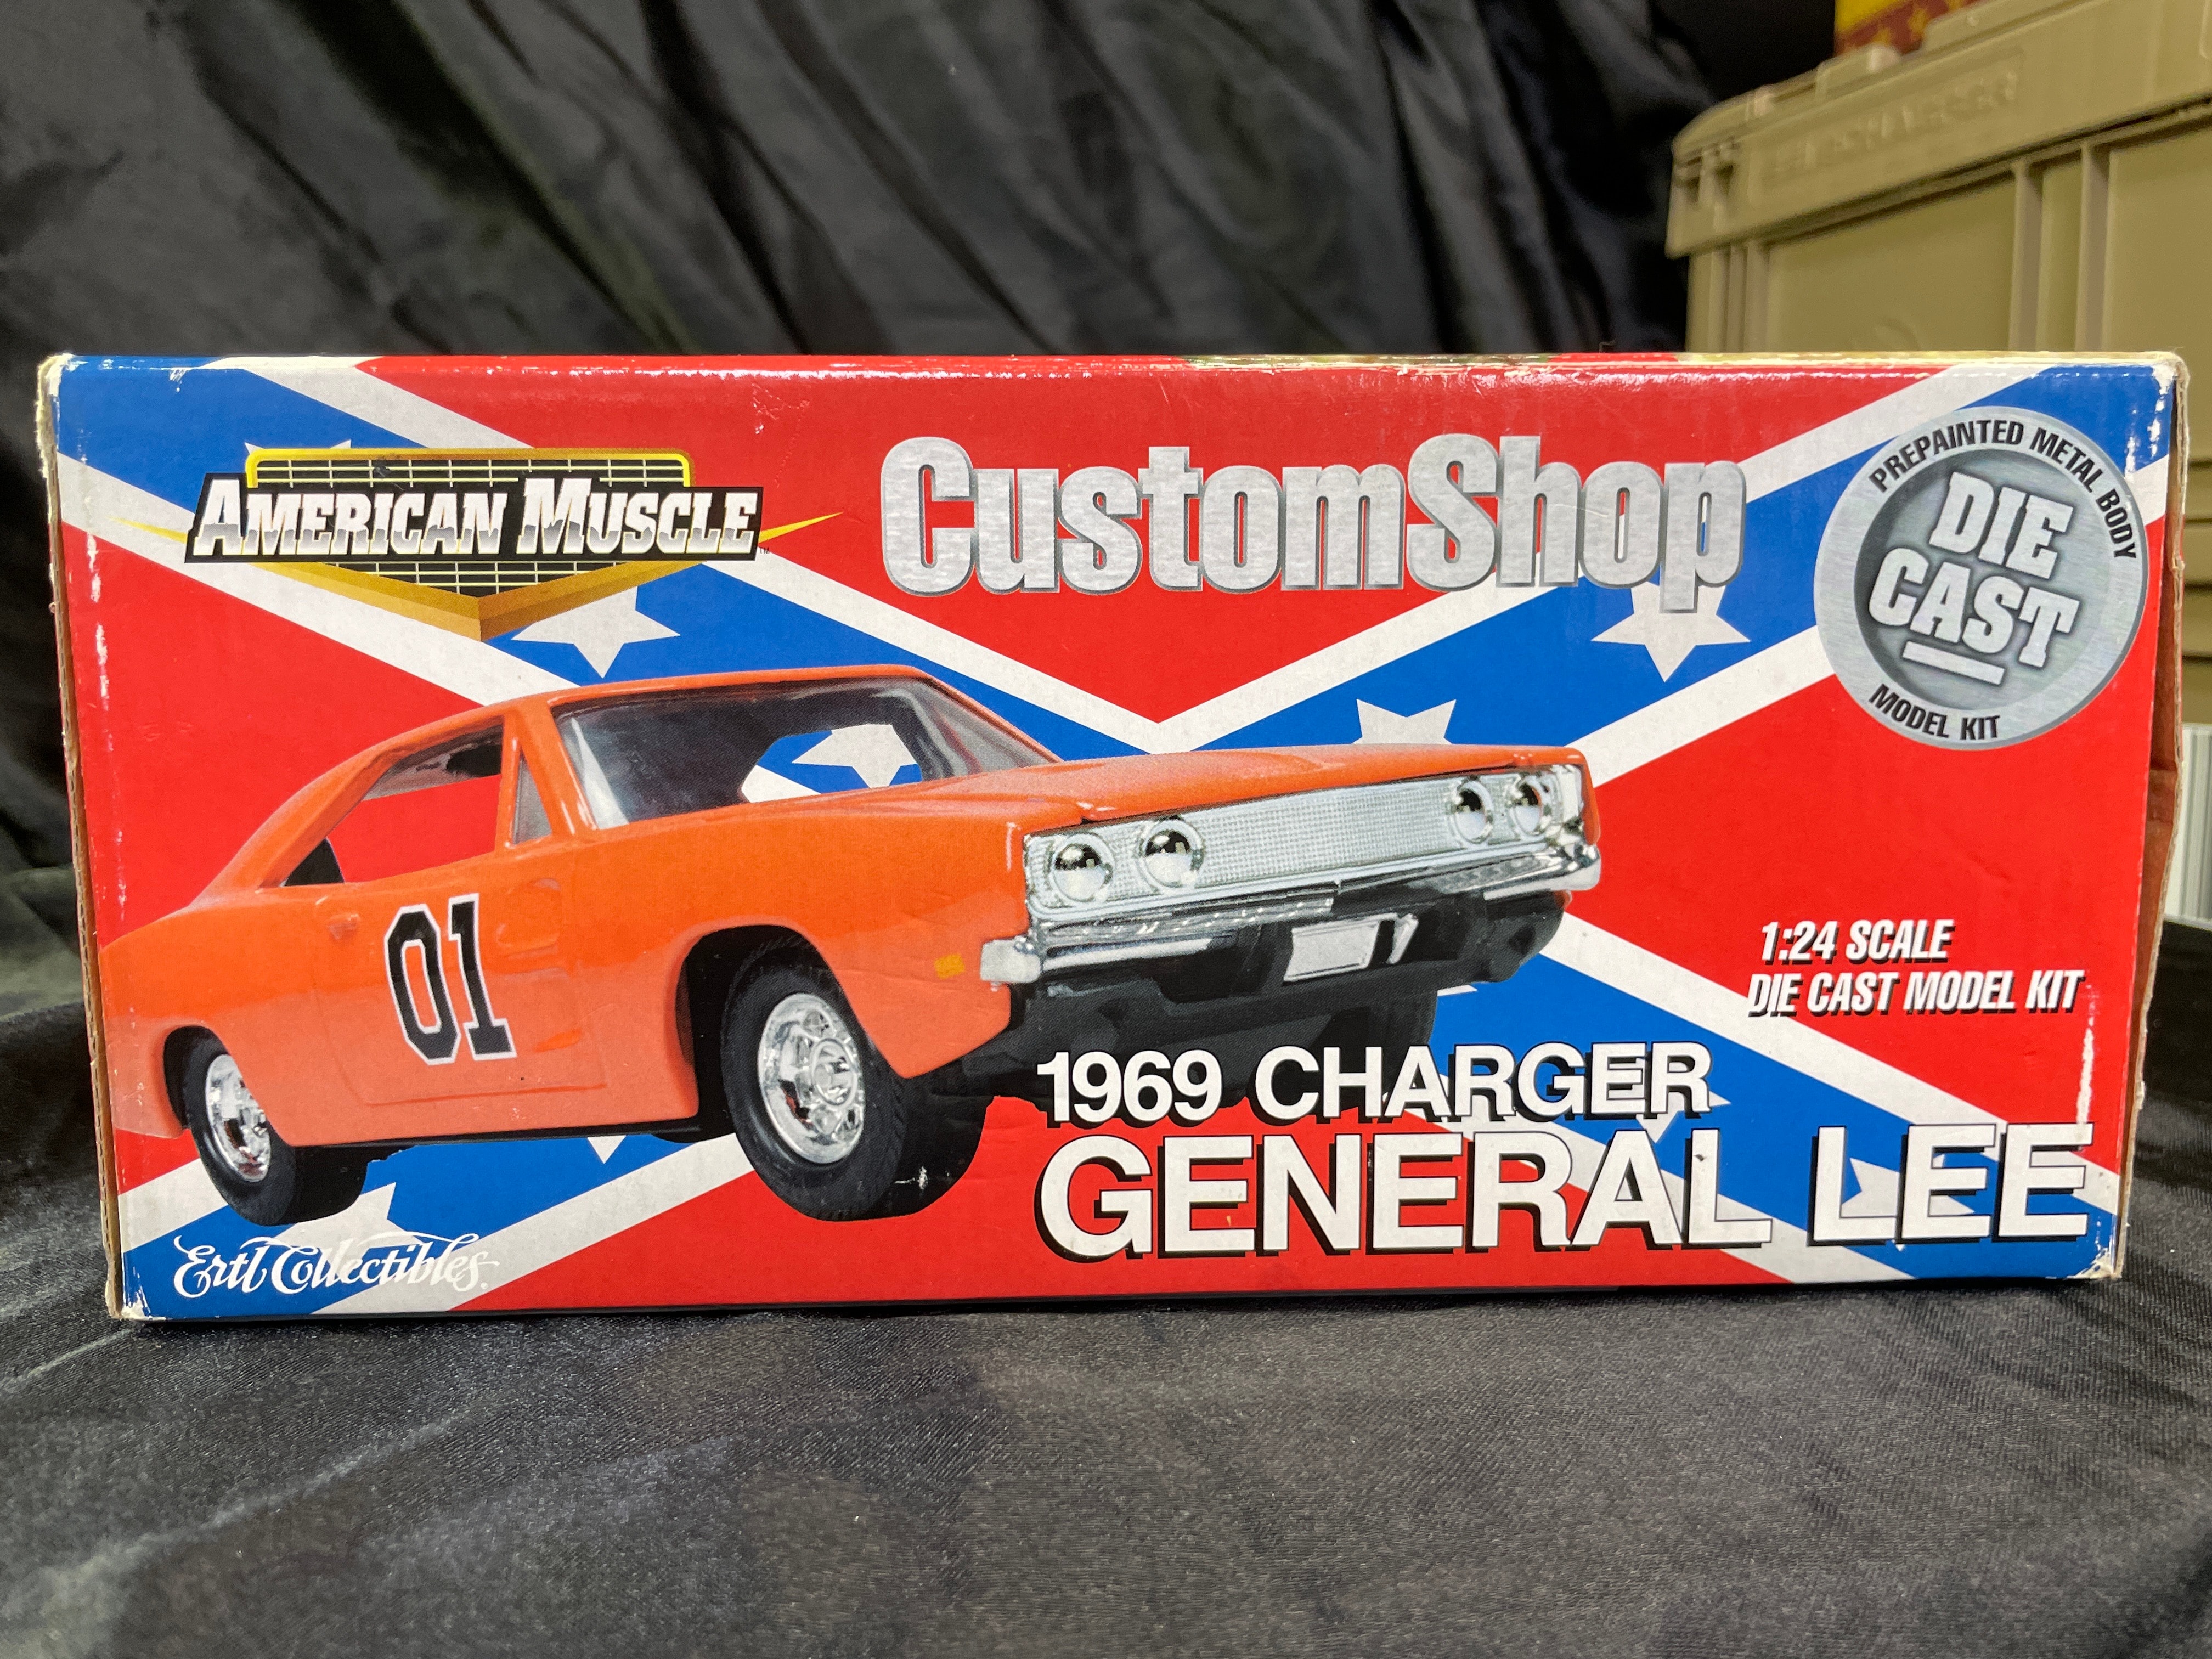 AMERICAN MUSCLE™
CustomShop
PREPAINTED METAL BODY
DIE
CAST
MODEL KIT
01
1:24 SCALE
DIE CAST MODEL KIT
1969 CHARGER
GENERAL LEE
Ertl Collectibles.